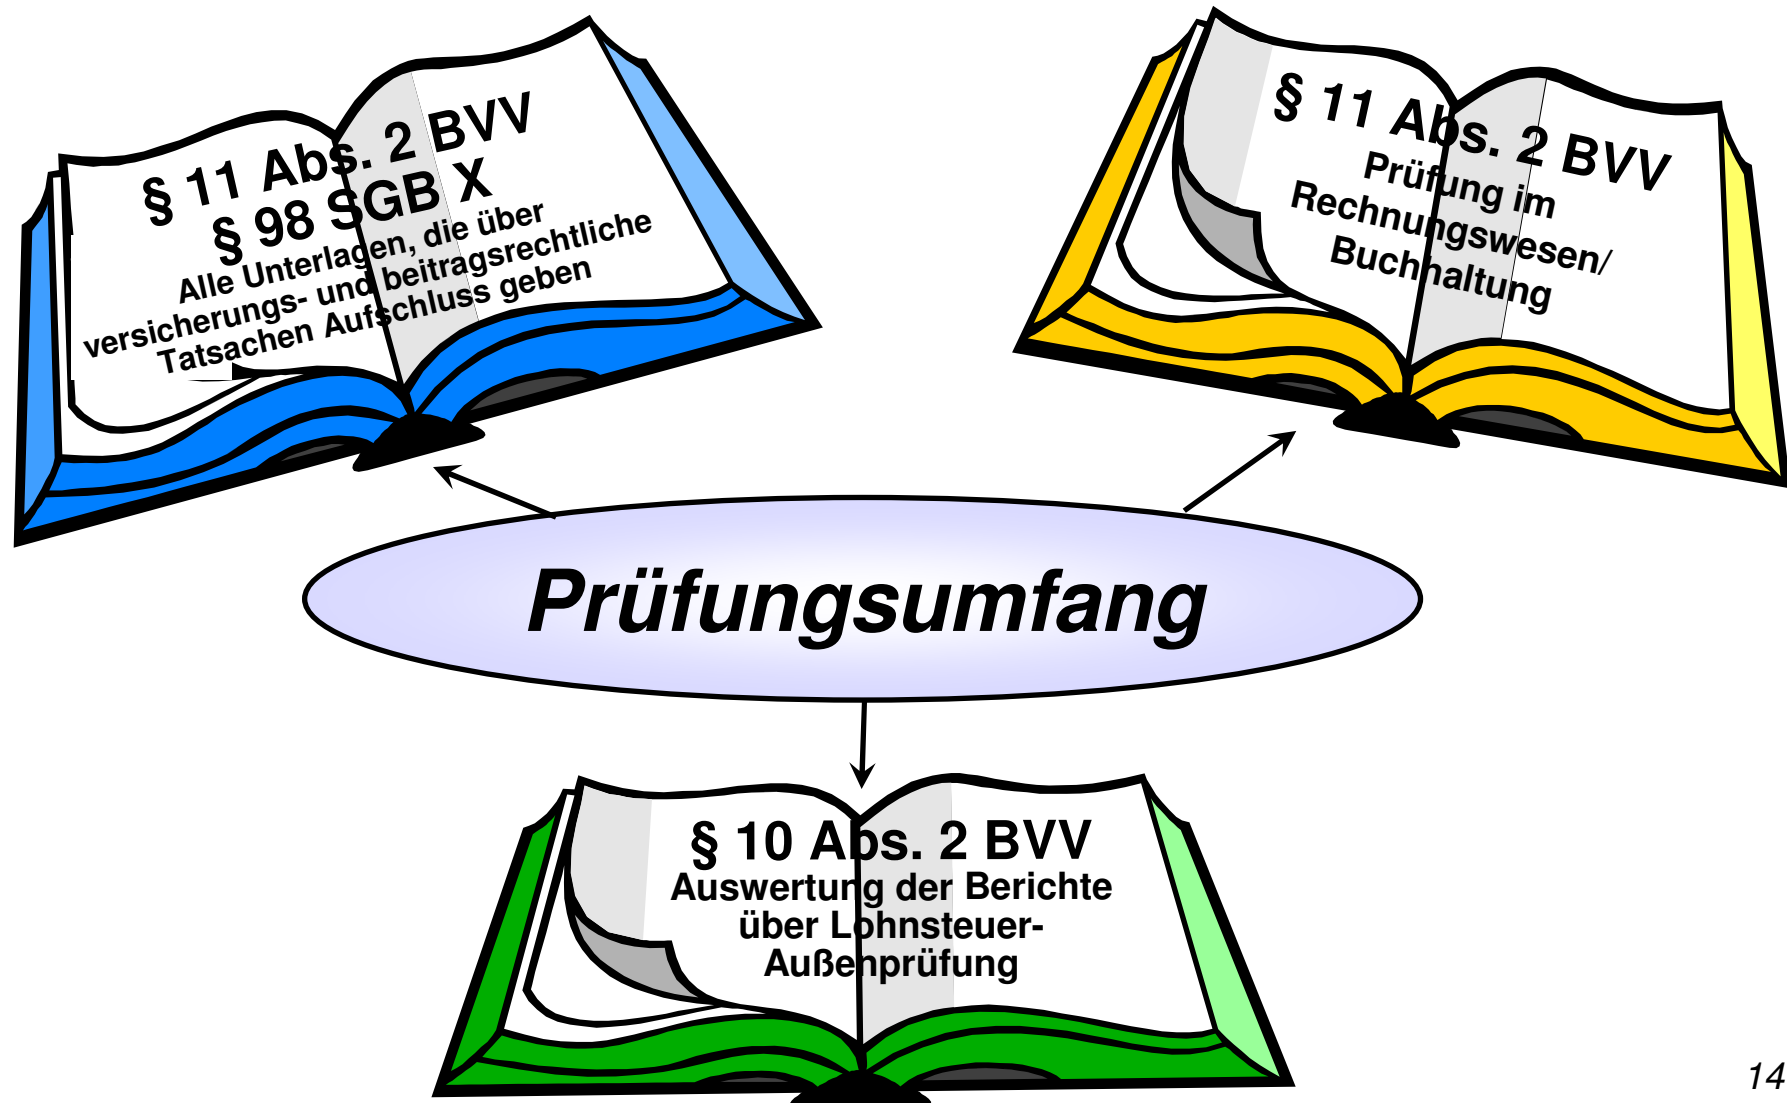 § 11 Abs. 2 BVV
§ 98 SGB X
Alle Unterlagen, die über
versicherungs- und beitragsrechtliche
Tatsachen Aufschluss geben
§ 11 Abs. 2 BVV
Prüfung im
Rechnungswesen/
Buchhaltung
Prüfungsumfang
§ 10 Abs. 2 BVV
Auswertung der Berichte
über Lohnsteuer-
Außenprüfung
14